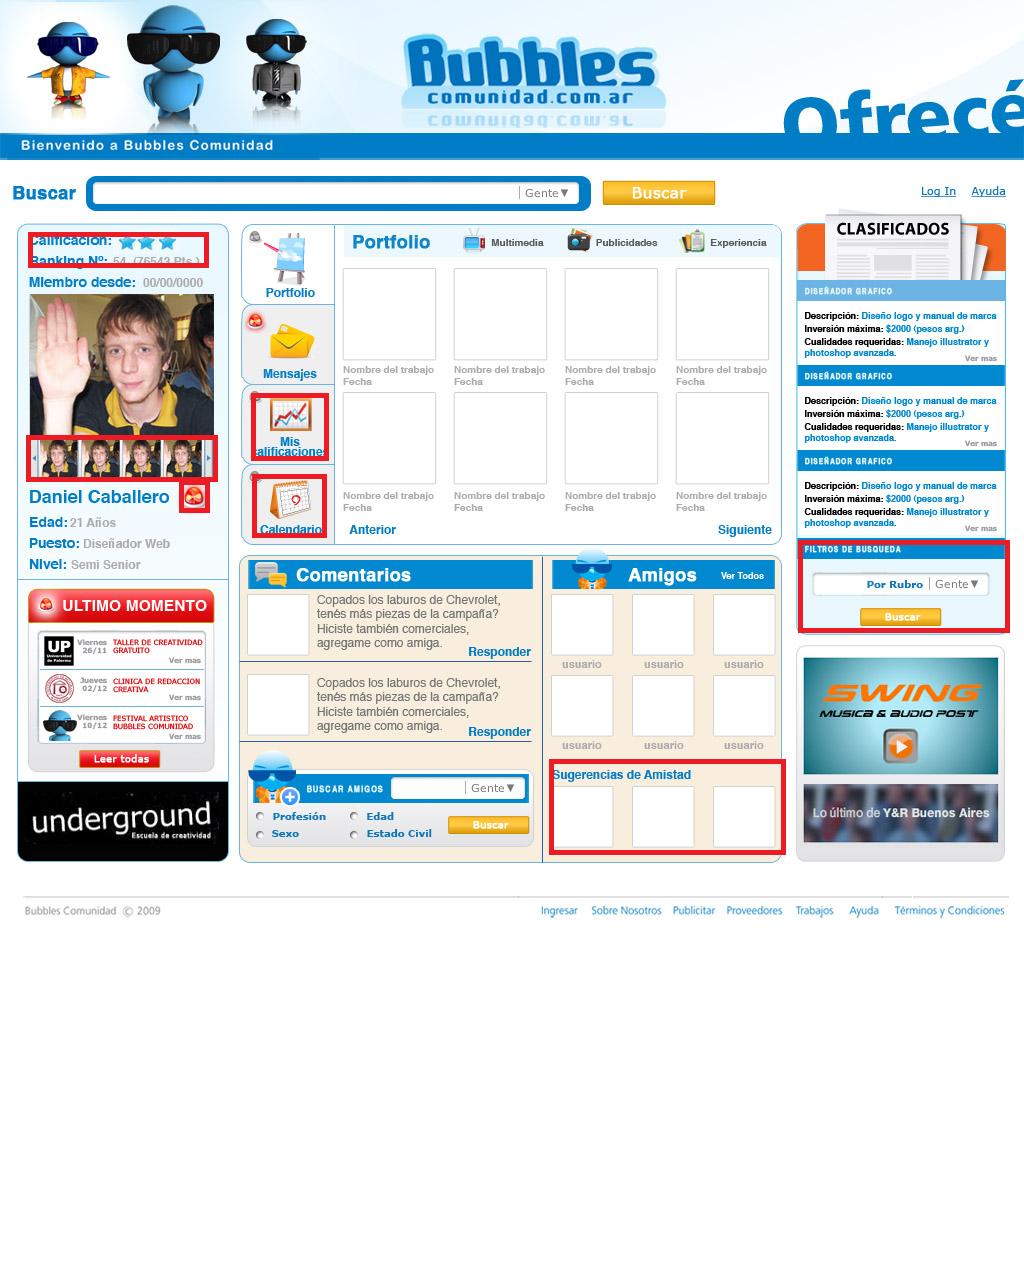 Bubbles
comunidad.com.ar
Ofrecé
Bienvenido a Bubbles Comunidad
Buscar
Gente▼
Buscar
Log In
Ayuda
Calificación:
Ranking Nº: 54 (76543 Pts.)
Miembro desde: 00/00/0000
Daniel Caballero
Edad: 21 Años
Puesto: Diseñador Web
Nivel: Semi Senior
ULTIMO MOMENTO
UP
Universidad
de Palermo
Viernes
26/11
TALLER DE CREATIVIDAD
GRATUITO
Ver mas
Jueves
02/12
CLINICA DE REDACCION
CREATIVA
Ver mas
Viernes
10/12
FESTIVAL ARTISTICO
BUBBLES COMUNIDAD
Ver mas
Leer todas
underground
Escuela de creatividad
Portfolio
Mensajes
Mis
alificaciones
Calendario
Portfolio
Multimedia
Publicidades
Experiencia
Nombre del trabajo
Fecha
Nombre del trabajo
Fecha
Nombre del trabajo
Fecha
Nombre del trabajo
Fecha
Nombre del trabajo
Fecha
Nombre del trabajo
Fecha
Nombre del trabajo
Fecha
Nombre del trabajo
Fecha
Anterior
Siguiente
Comentarios
Copados los laburos de Chevrolet,
tenés más piezas de la campaña?
Hiciste también comerciales,
agregame como amiga.
Responder
Copados los laburos de Chevrolet,
tenés más piezas de la campaña?
Hiciste también comerciales,
agregame como amiga.
Responder
BUSCAR AMIGOS
Gente▼
Profesión
Edad
Sexo
Estado Civil
Buscar
Amigos
Ver Todos
usuario
usuario
usuario
usuario
usuario
usuario
Sugerencias de Amistad
CLASIFICADOS
DISEÑADOR GRAFICO
Descripción: Diseño logo y manual de marca
Inversión máxima: $2000 (pesos arg.)
Cualidades requeridas: Manejo illustrator y
photoshop avanzada.
Ver mas
DISEÑADOR GRAFICO
Descripción: Diseño logo y manual de marca
Inversión máxima: $2000 (pesos arg.)
Cualidades requeridas: Manejo illustrator y
photoshop avanzada.
Ver mas
DISEÑADOR GRAFICO
Descripción: Diseño logo y manual de marca
Inversión máxima: $2000 (pesos arg.)
Cualidades requeridas: Manejo illustrator y
photoshop avanzada.
Ver mas
FILTROS DE BUSQUEDA
Por Rubro
Gente▼
Buscar
SWING
MUSICA & AUDIO POST
Lo último de Y&R Buenos Aires
Bubbles Comunidad © 2009
Ingresar
Sobre Nosotros
Publicitar
Proveedores
Trabajos
Ayuda
Términos y Condiciones